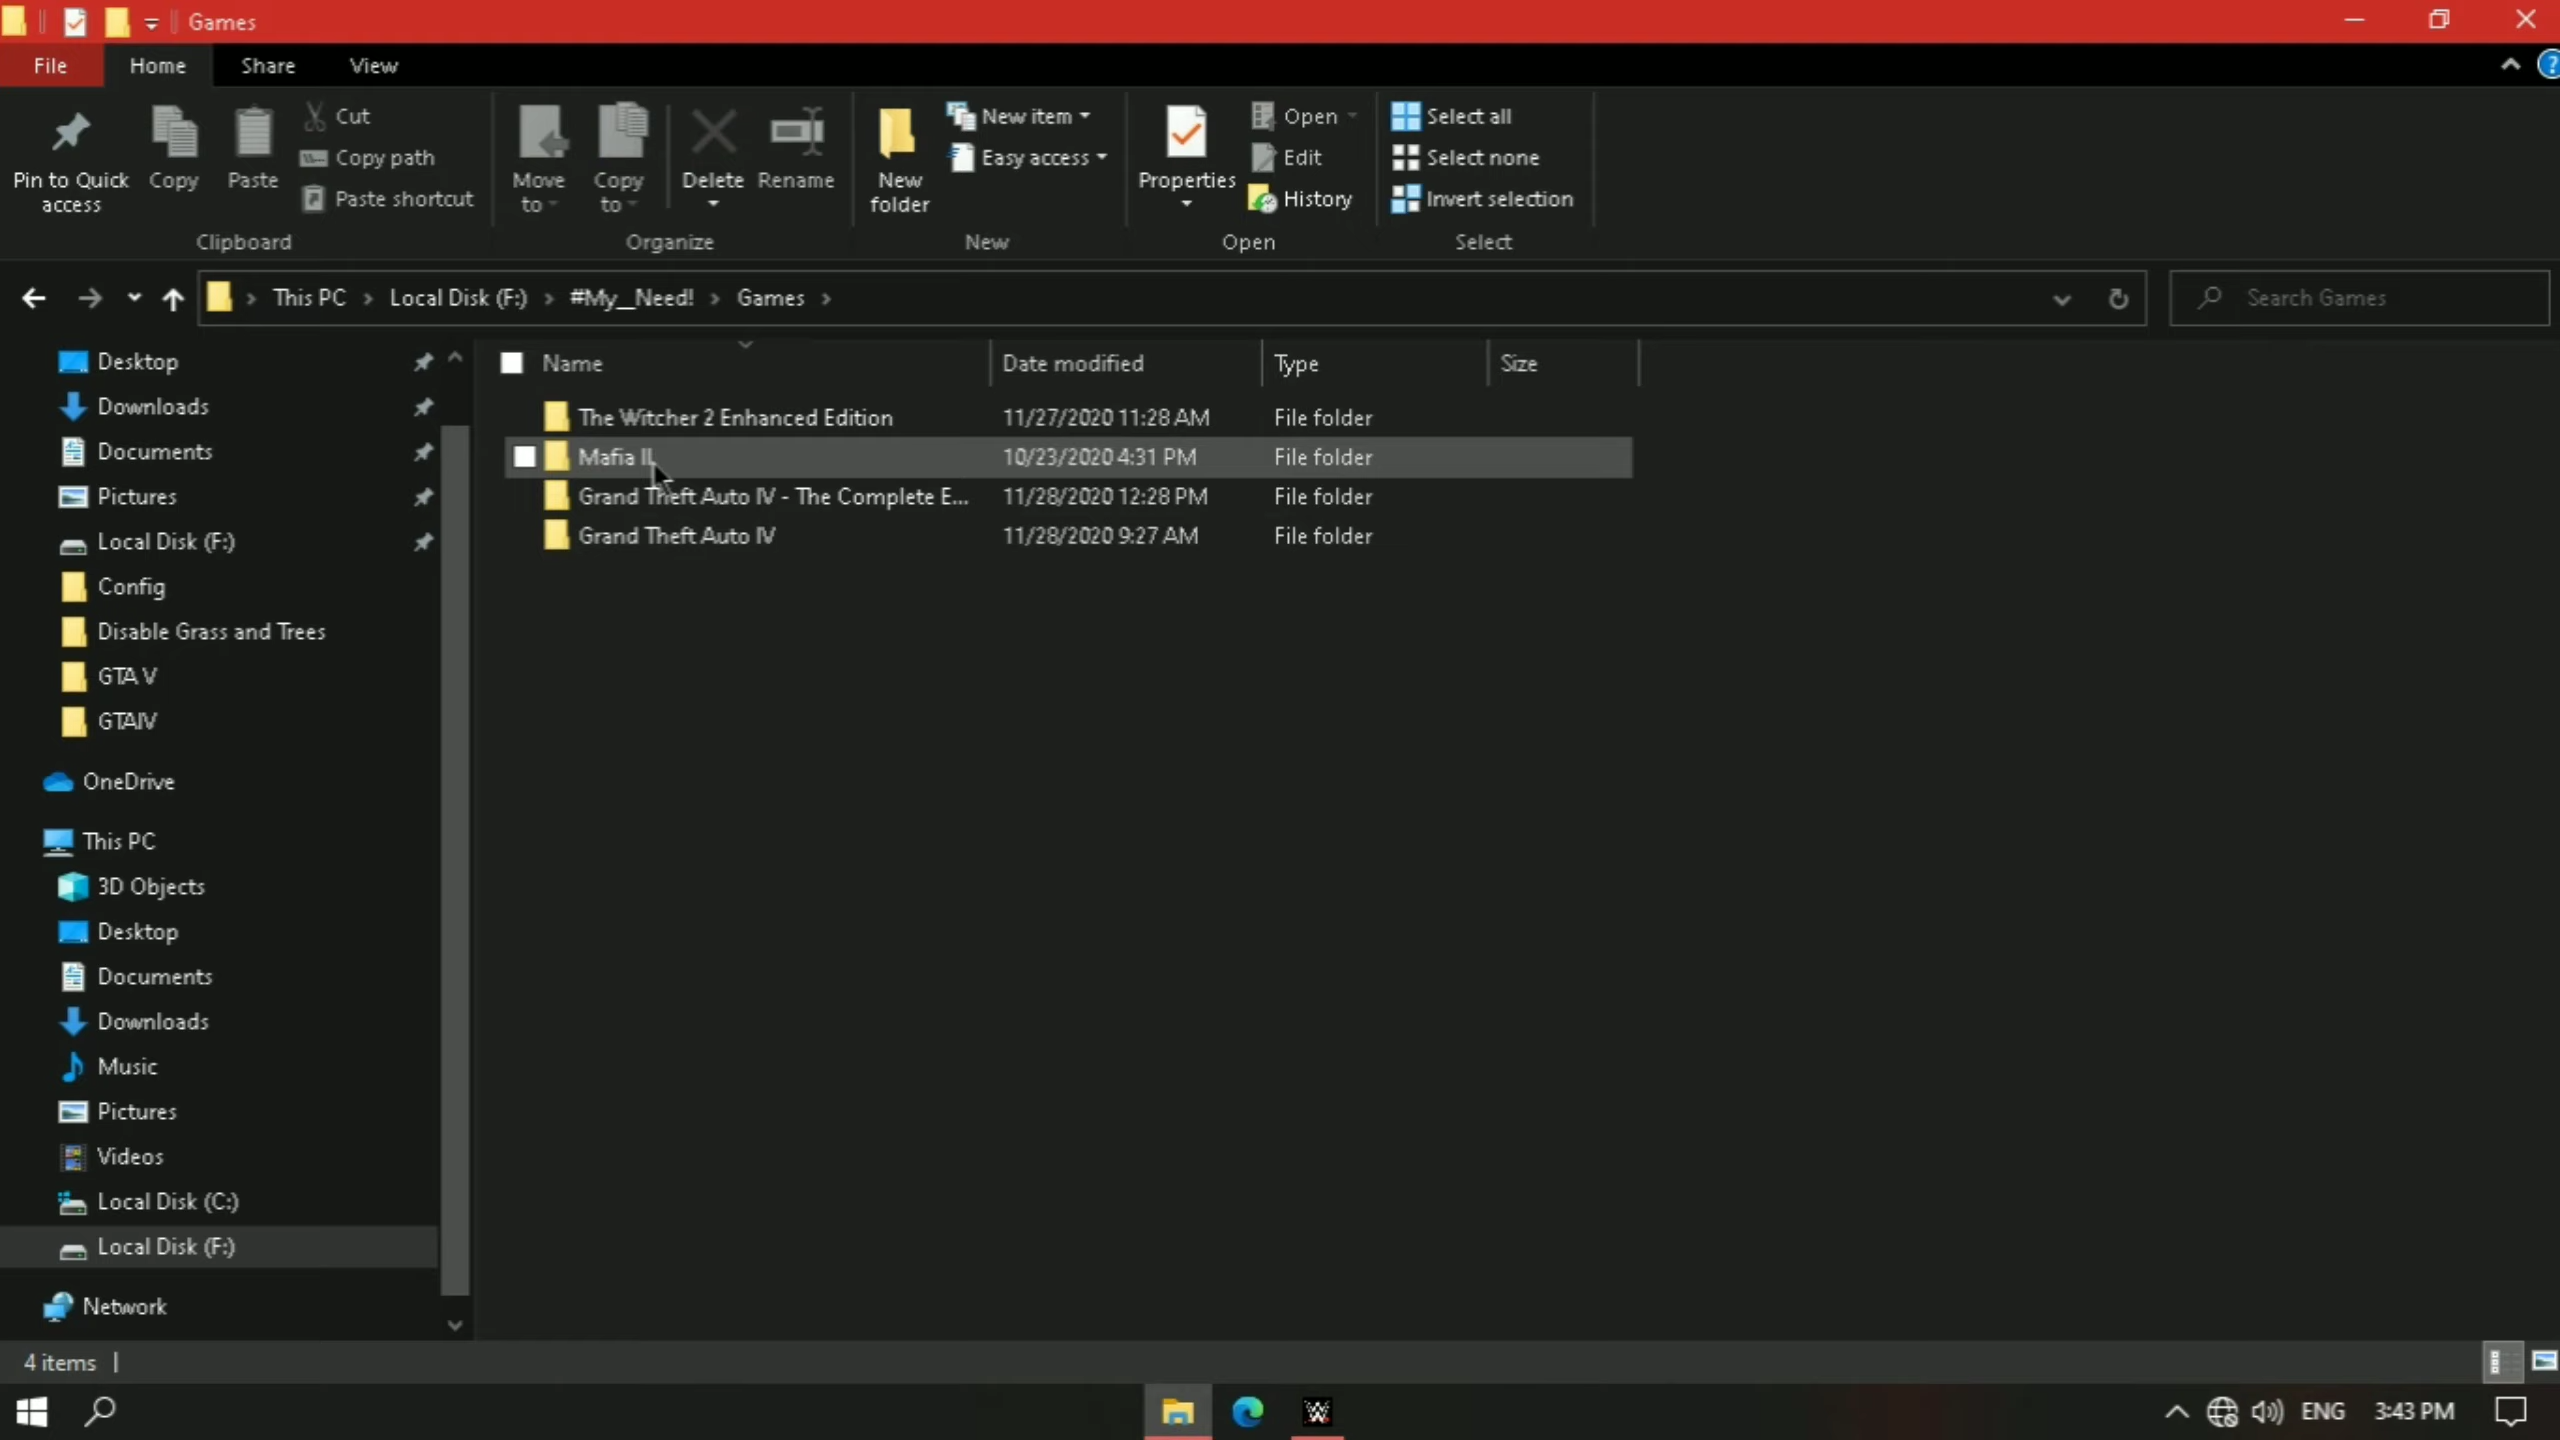 Games
File Home Share View
Pin to Quick access
Copy
Paste
Cut
Copy path
Paste shortcut
Clipboard
Move to
Copy to
Delete
Rename
Organize
New folder
New item
Easy access
New
Properties
Open
Edit
History
Open
Select all
Select none
Invert selection
Select
This PC > Local Disk (F:) > #My__Need! > Games >
Search Games
Desktop
Downloads
Documents
Pictures
Local Disk (F:)
Config
Disable Grass and Trees
GTA V
GTAIV
OneDrive
This PC
3D Objects
Desktop
Documents
Downloads
Music
Pictures
Videos
Local Disk (C:)
Local Disk (F:)
Network
Name Date modified Type Size
The Witcher 2 Enhanced Edition 11/27/2020 11:28 AM File folder
Mafia II 10/23/2020 4:31 PM File folder
Grand Theft Auto IV - The Complete E... 11/28/2020 12:28 PM File folder
Grand Theft Auto IV 11/28/2020 9:27 AM File folder
4 items
ENG 3:43 PM